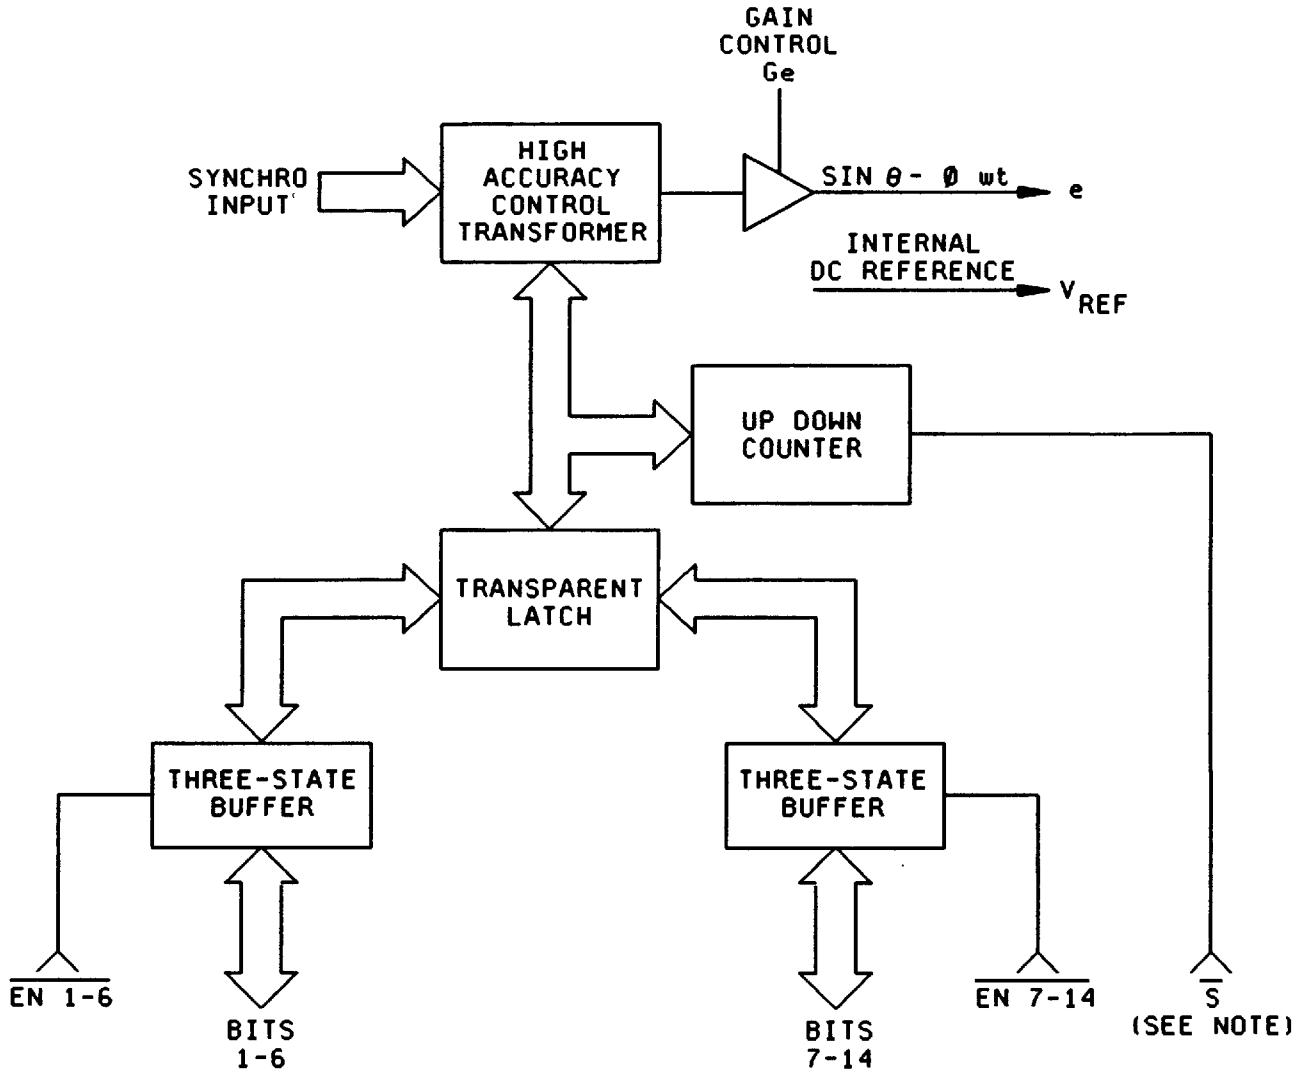 GAIN
CONTROL
Ge
SYNCHRO
INPUT
HIGH
ACCURACY
CONTROL
TRANSFORMER
SIN θ - Ø wt
e
INTERNAL
DC REFERENCE
VREF
UP DOWN
COUNTER
TRANSPARENT
LATCH
THREE-STATE
BUFFER
THREE-STATE
BUFFER
EN 1-6
BITS
1-6
BITS
7-14
EN 7-14
S
(SEE NOTE)